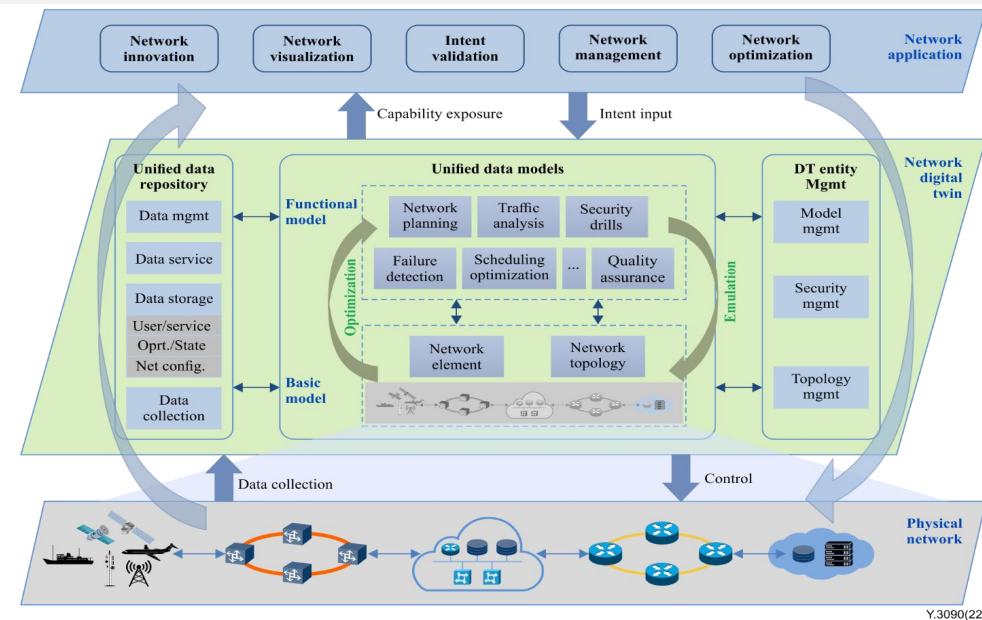 Network
innovation
Network
visualization
Intent
validation
Network
management
Network
optimization
Network
application
Capability exposure
Intent input
Unified data
repository
Data mgmt
Data service
Data storage
User/service
Oprt./State
Net config.
Data
collection
Unified data models
Functional
model
Network
planning
Traffic
analysis
Security
drills
Failure
detection
Scheduling
optimization
...
Quality
assurance
Optimization
Emulation
Basic
model
Network
element
Network
topology
DT entity
Mgmt
Model
mgmt
Security
mgmt
Topology
mgmt
Network
digital
twin
Data collection
Control
Physical
network
Y.3090(22